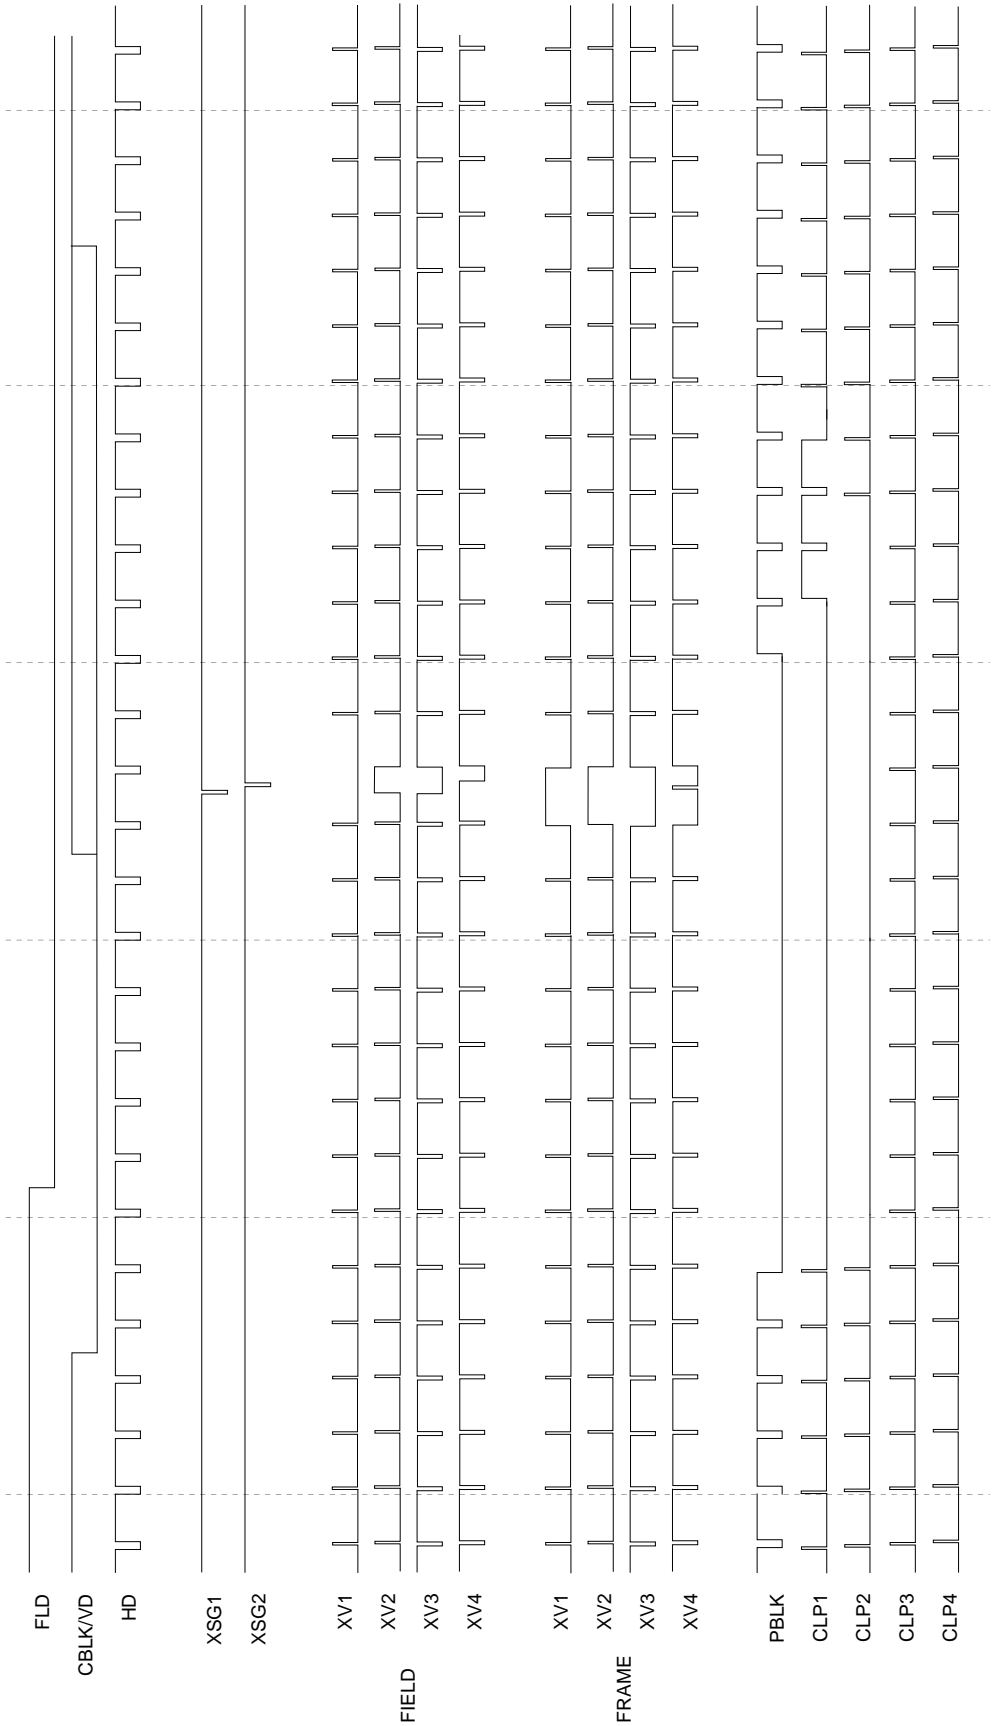 FLD
CBLK/VD
HD
XSG1
XSG2
FIELD
XV1
XV2
XV3
XV4
FRAME
XV1
XV2
XV3
XV4
PBLK
CLP1
CLP2
CLP3
CLP4